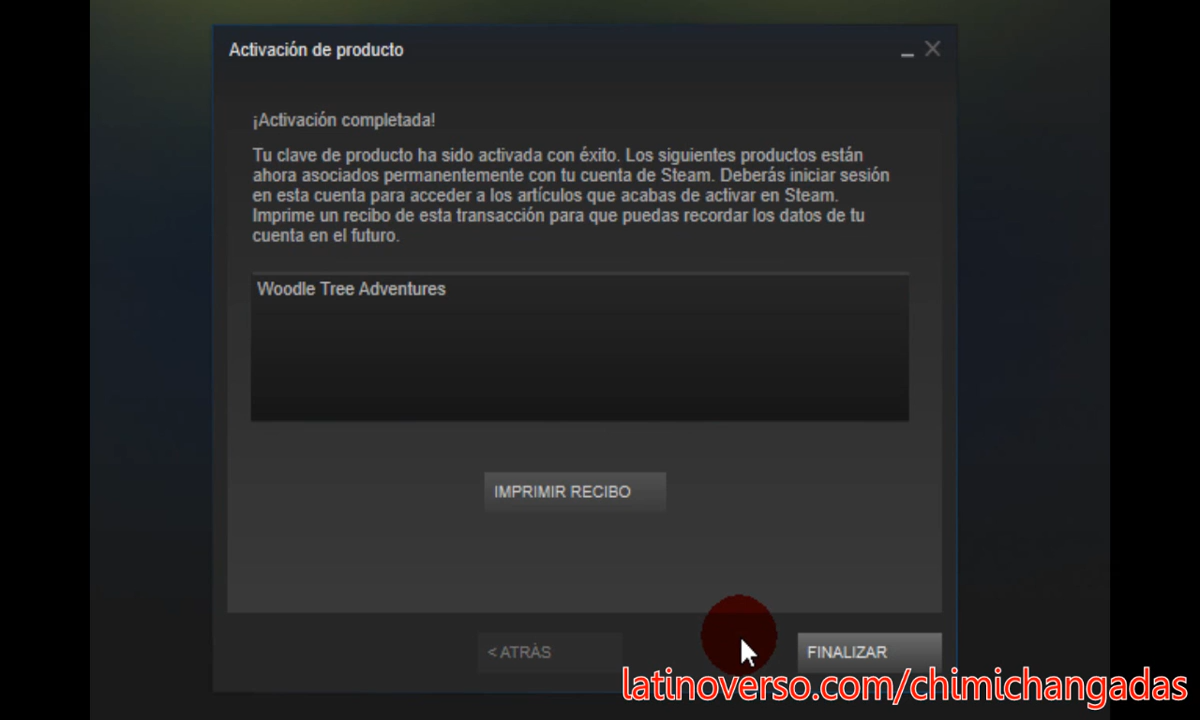 Activación de producto
¡Activación completada!
Tu clave de producto ha sido activada con éxito. Los siguientes productos están
ahora asociados permanentemente con tu cuenta de Steam. Deberás iniciar sesión
en esta cuenta para acceder a los artículos que acabas de activar en Steam.
Imprime un recibo de esta transacción para que puedas recordar los datos de tu
cuenta en el futuro.
Woodle Tree Adventures
IMPRIMIR RECIBO
< ATRÀS
FINALIZAR
latinoverso.com/chimichangadas